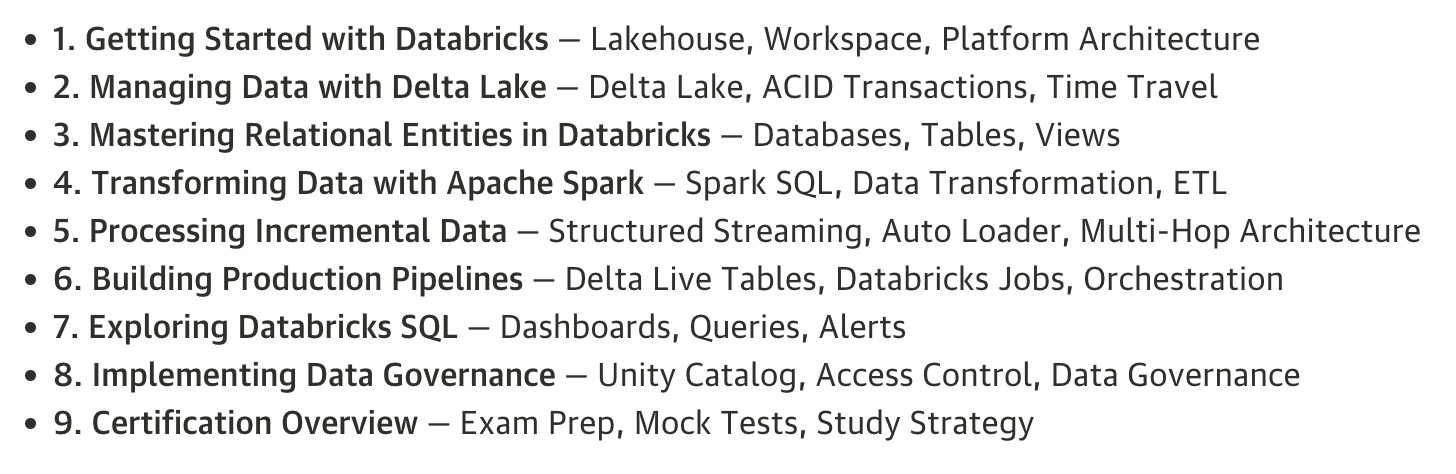 • 1. Getting Started with Databricks — Lakehouse, Workspace, Platform Architecture
• 2. Managing Data with Delta Lake — Delta Lake, ACID Transactions, Time Travel
• 3. Mastering Relational Entities in Databricks — Databases, Tables, Views
• 4. Transforming Data with Apache Spark — Spark SQL, Data Transformation, ETL
• 5. Processing Incremental Data — Structured Streaming, Auto Loader, Multi-Hop Architecture
• 6. Building Production Pipelines — Delta Live Tables, Databricks Jobs, Orchestration
• 7. Exploring Databricks SQL — Dashboards, Queries, Alerts
• 8. Implementing Data Governance — Unity Catalog, Access Control, Data Governance
• 9. Certification Overview — Exam Prep, Mock Tests, Study Strategy